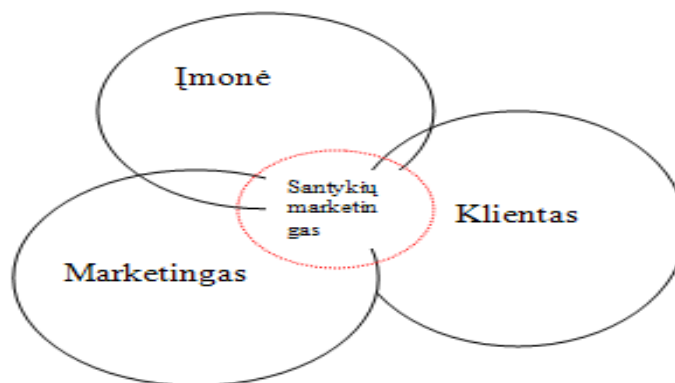 Įmonė
Santykių
marketin
gas
Klientas
Marketingas